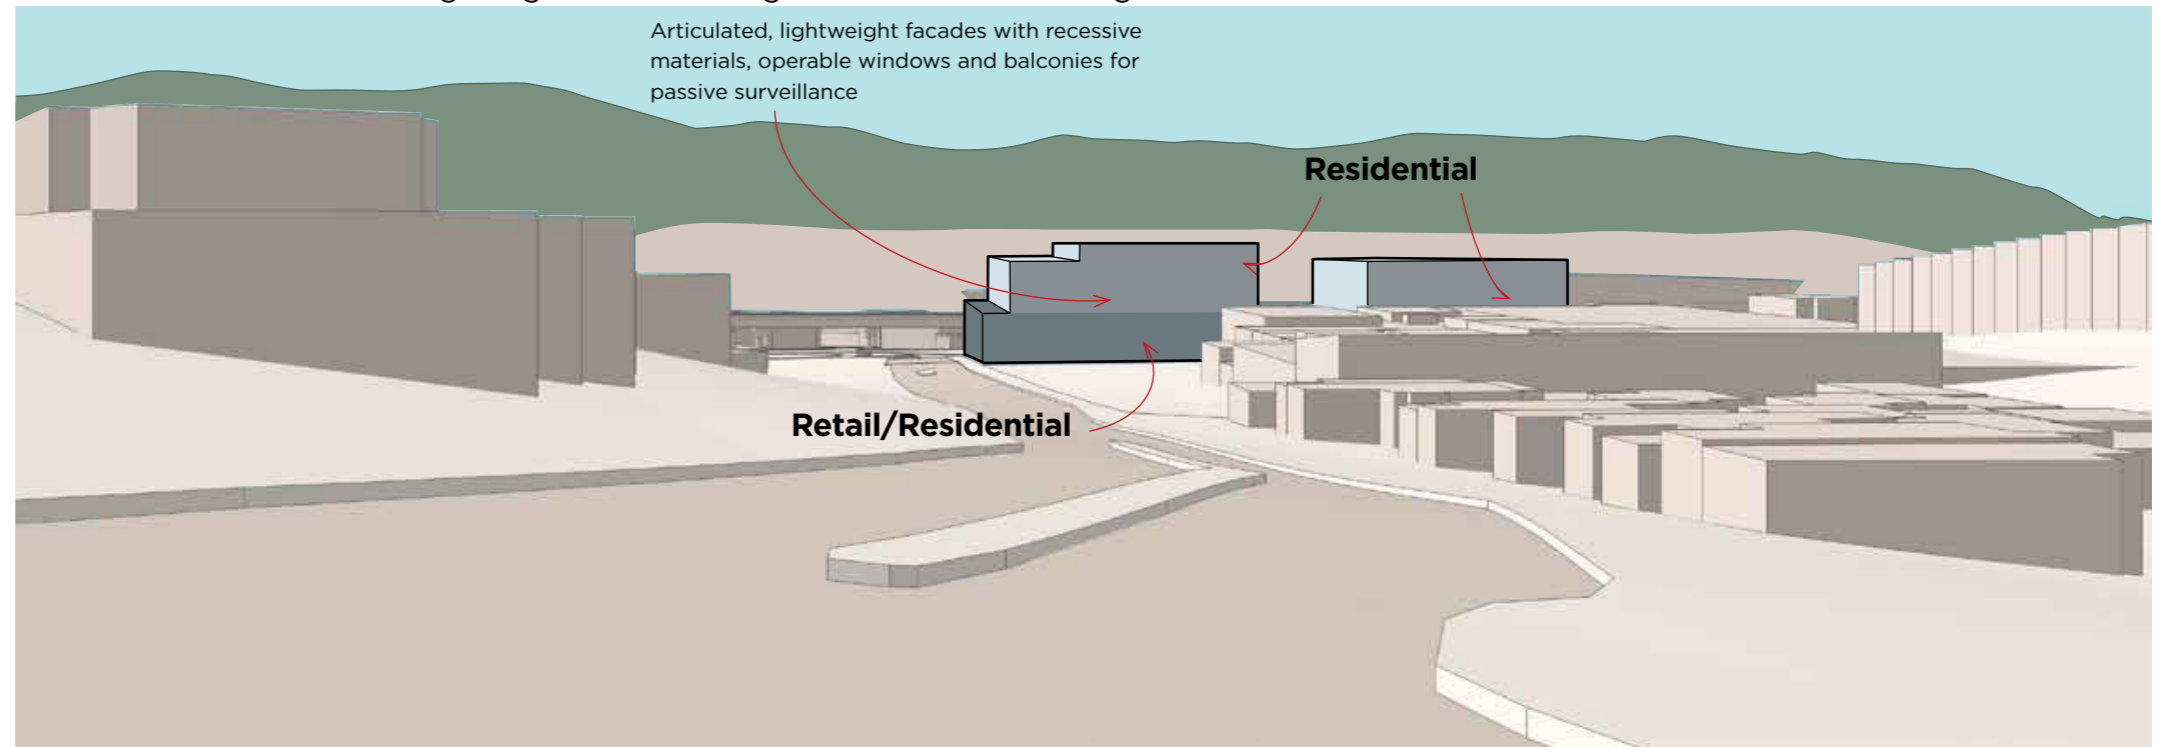 Articulated, lightweight facades with recessive
materials, operable windows and balconies for
passive surveillance
Residential
Retail/Residential